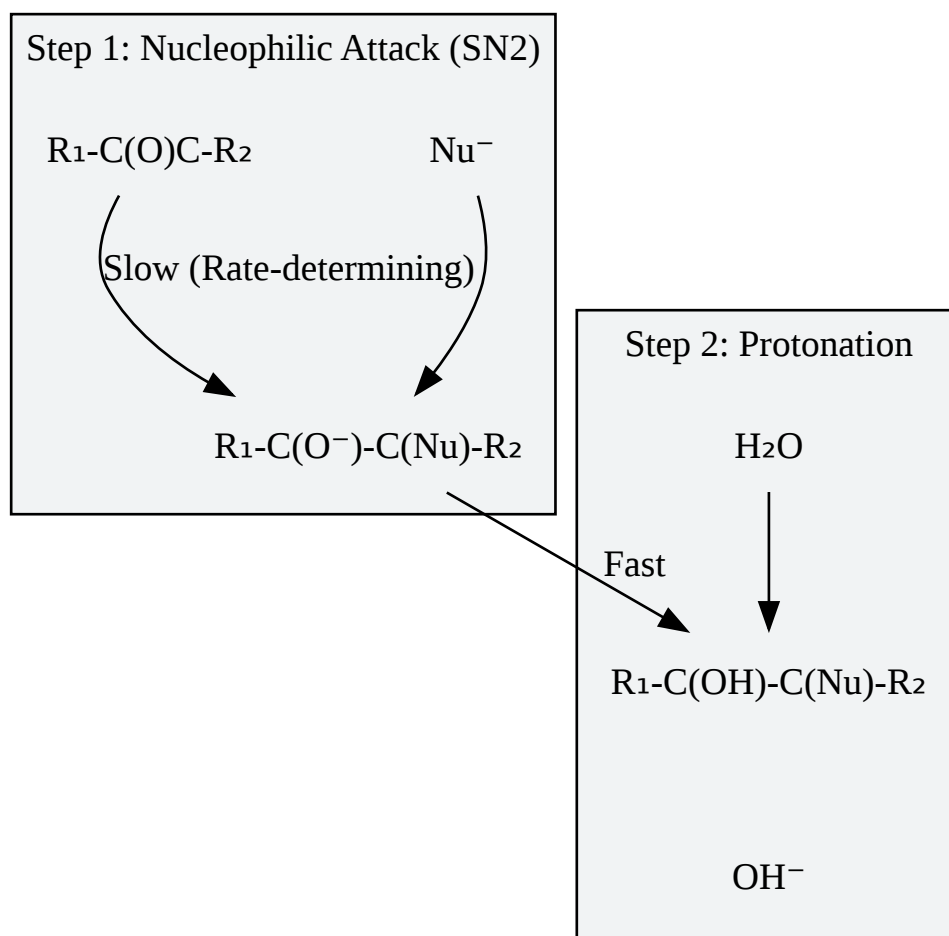 Step 1: Nucleophilic Attack (SN2)
R₁-C(O)C-R₂
Nu⁻
Slow (Rate-determining)
R₁-C(O⁻)-C(Nu)-R₂
Step 2: Protonation
H₂O
Fast
R₁-C(OH)-C(Nu)-R₂
OH⁻